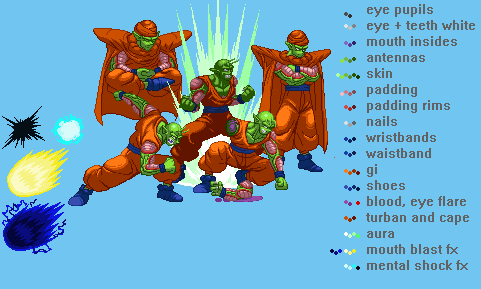 eye pupils
eye + teeth white
mouth insides
antennas
skin
padding
padding rims
nails
wristbands
waistband
gi
shoes
blood, eye flare
turban and cape
aura
mouth blast fx
mental shock fx